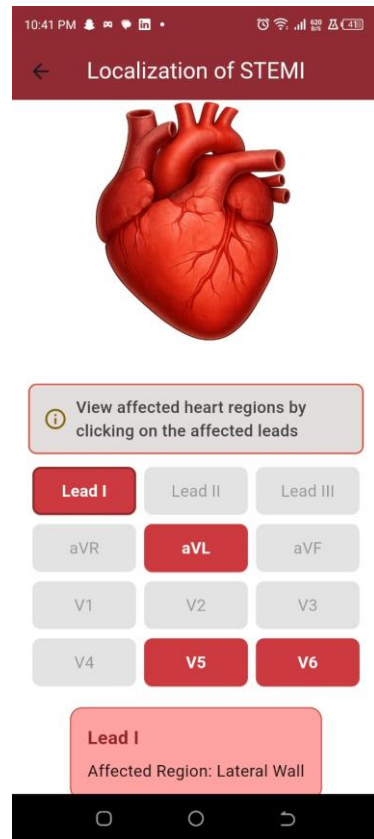 10:41 PM
Localization of STEMI
View affected heart regions by
clicking on the affected leads
Lead I Lead II Lead III
aVR aVL aVF
V1 V2 V3
V4 V5 V6
Lead I
Affected Region: Lateral Wall